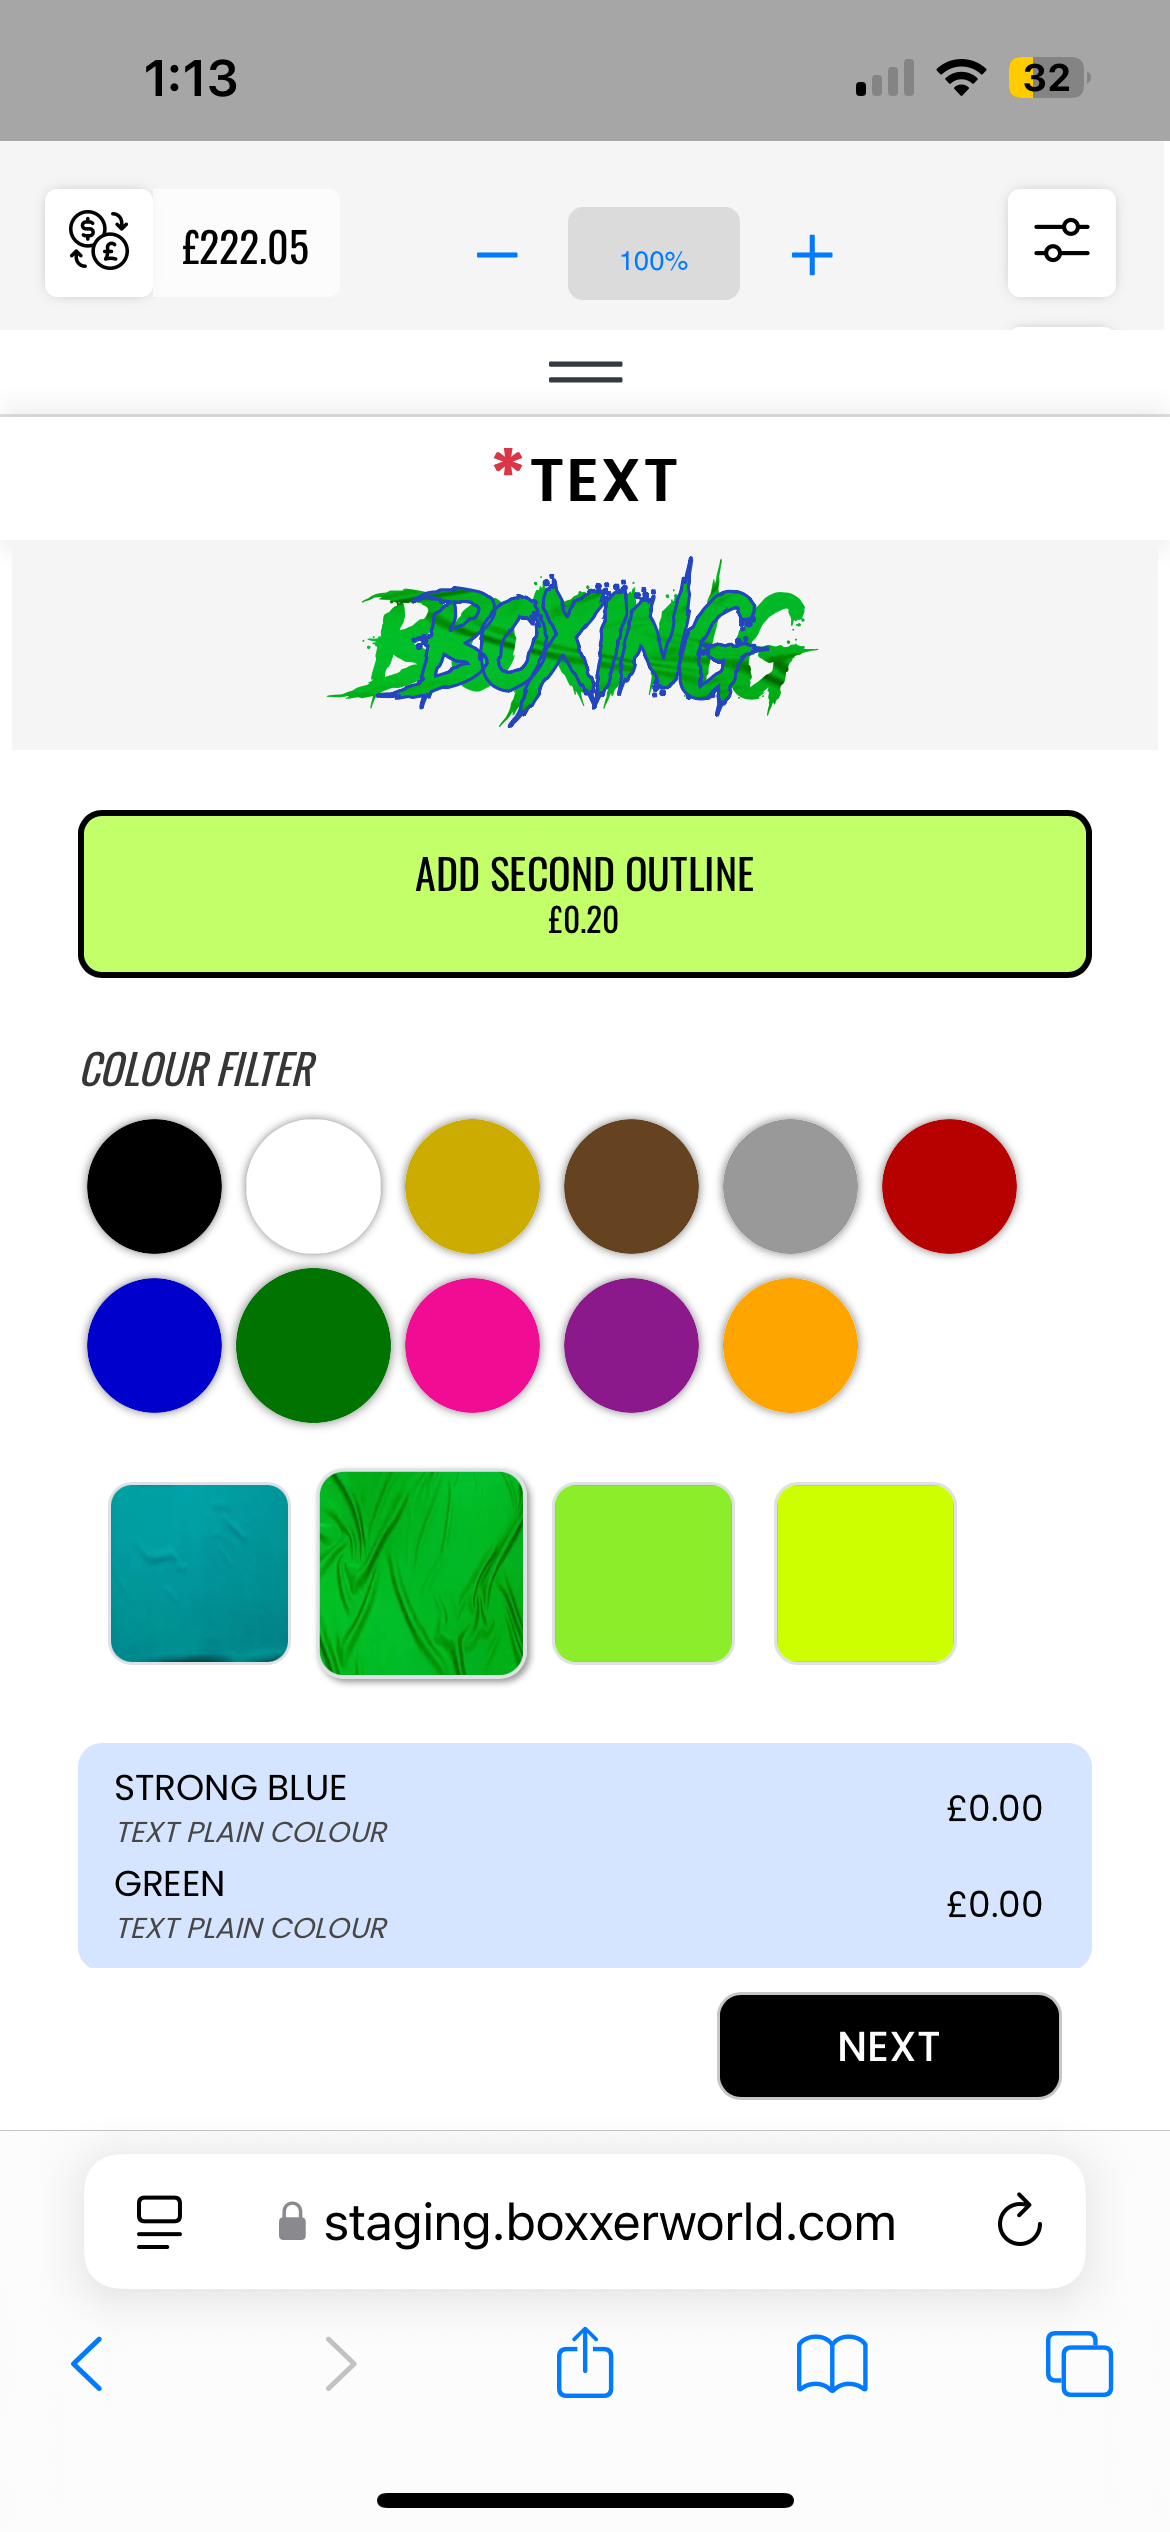 1:13
32
£222.05
100%
*TEXT
BBOXINGG
ADD SECOND OUTLINE
£0.20
COLOUR FILTER
STRONG BLUE
£0.00
TEXT PLAIN COLOUR
GREEN
£0.00
TEXT PLAIN COLOUR
NEXT
staging.boxxerworld.com